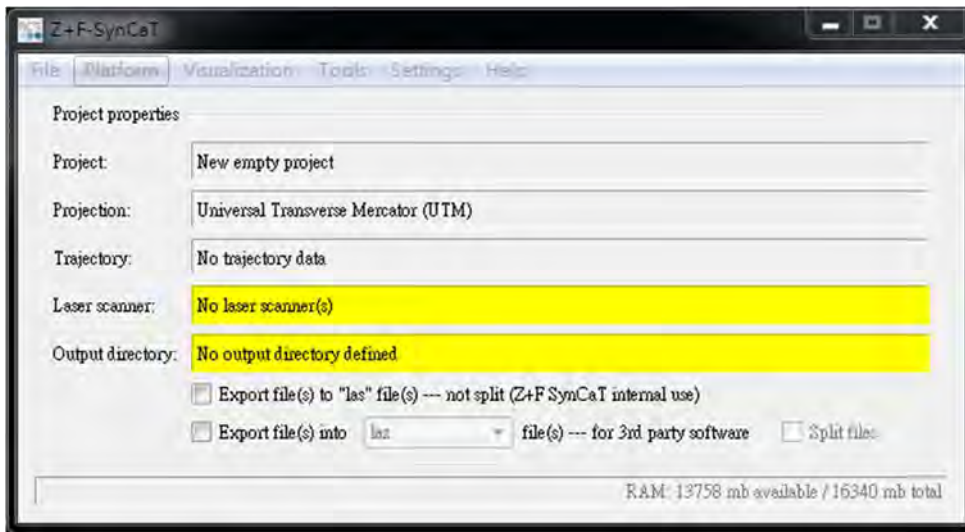 Z+F-SynCaT
File Platform Visualization Tools Settings Help
Project properties
Project: New empty project
Projection: Universal Transverse Mercator (UTM)
Trajectory: No trajectory data
Laser scanner: No laser scanner(s)
Output directory: No output directory defined
Export file(s) to "las" file(s) --- not split (Z+F SynCaT internal use)
Export file(s) into laz file(s) --- for 3rd party software Split files
RAM: 13758 mb available / 16340 mb total